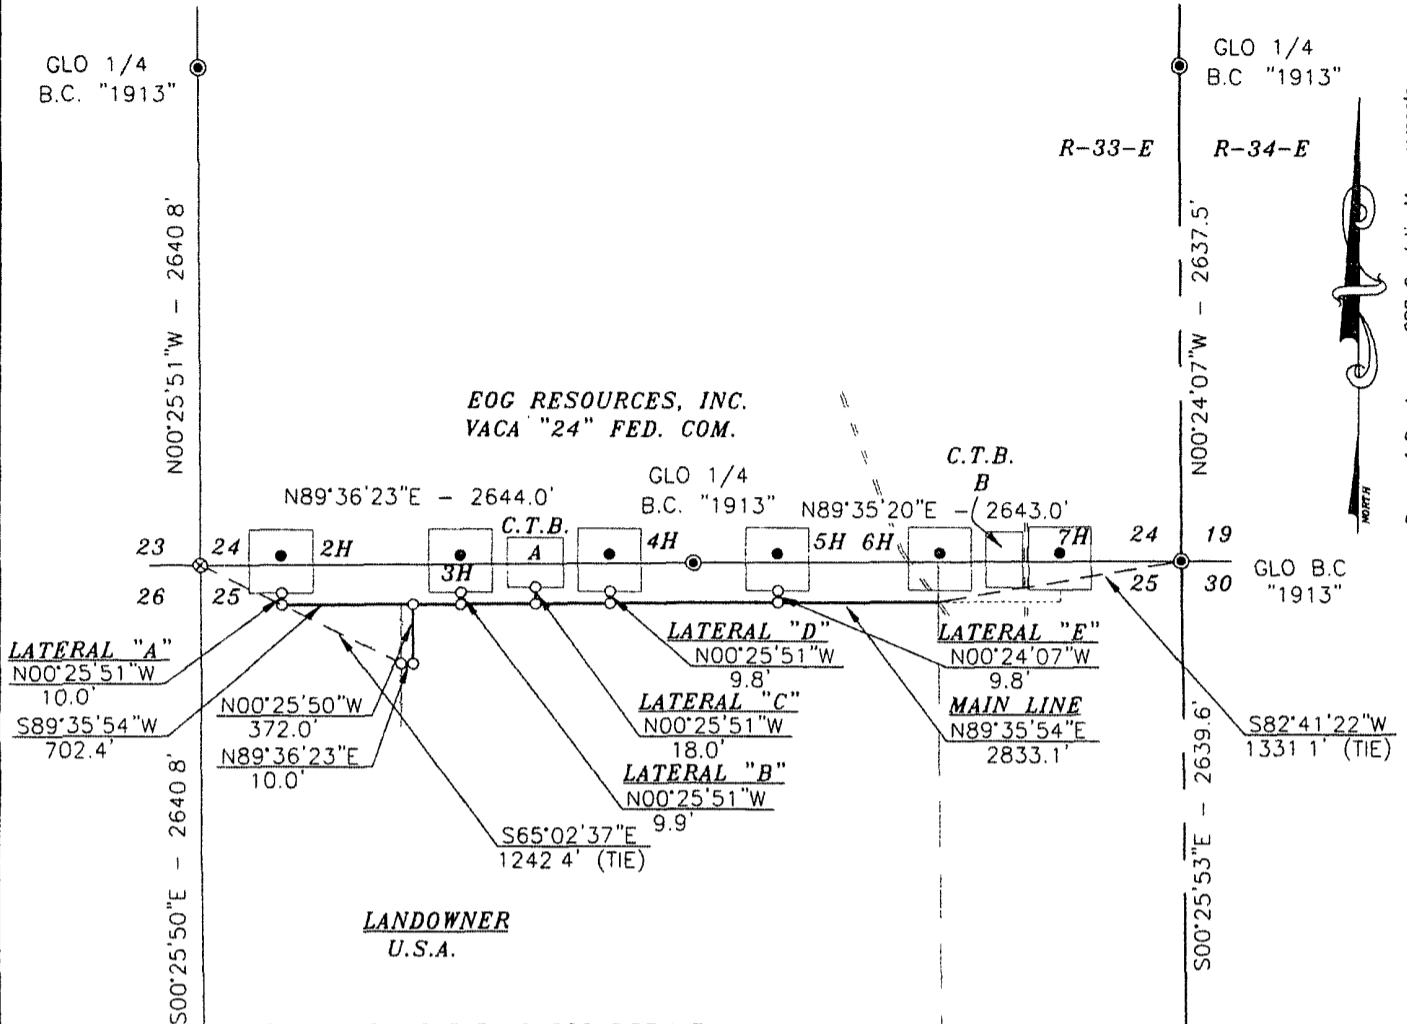 GLO 1/4
B.C. "1913"
GLO 1/4
B.C "1913"
R-33-E
R-34-E
N00°25'51"W - 2640 8'
N00°24'07"W - 2637.5'
NORTH
EOG RESOURCES, INC.
VACA "24" FED. COM.
C.T.B.
B
GLO 1/4
B.C. "1913"
N89°36'23"E - 2644.0'
N89°35'20"E - 2643.0'
C.T.B.
A
23
24
2H
3H
4H
5H
6H
7H
24
19
26
25
25
30
GLO B.C
"1913"
LATERAL "A"
N00°25'51"W
10.0'
S89°35'54"W
702.4'
N00°25'50"W
372.0'
N89°36'23"E
10.0'
LATERAL "D"
N00°25'51"W
9.8'
LATERAL "C"
N00°25'51"W
18.0'
LATERAL "B"
N00°25'51"W
9.9'
LATERAL "E"
N00°24'07"W
9.8'
MAIN LINE
N89°35'54"E
2833.1'
S82°41'22"W
1331 1' (TIE)
S65°02'37"E
1242 4' (TIE)
S00°25'50"E - 2640 8'
S00°25'53"E - 2639.6'
LANDOWNER
U.S.A.